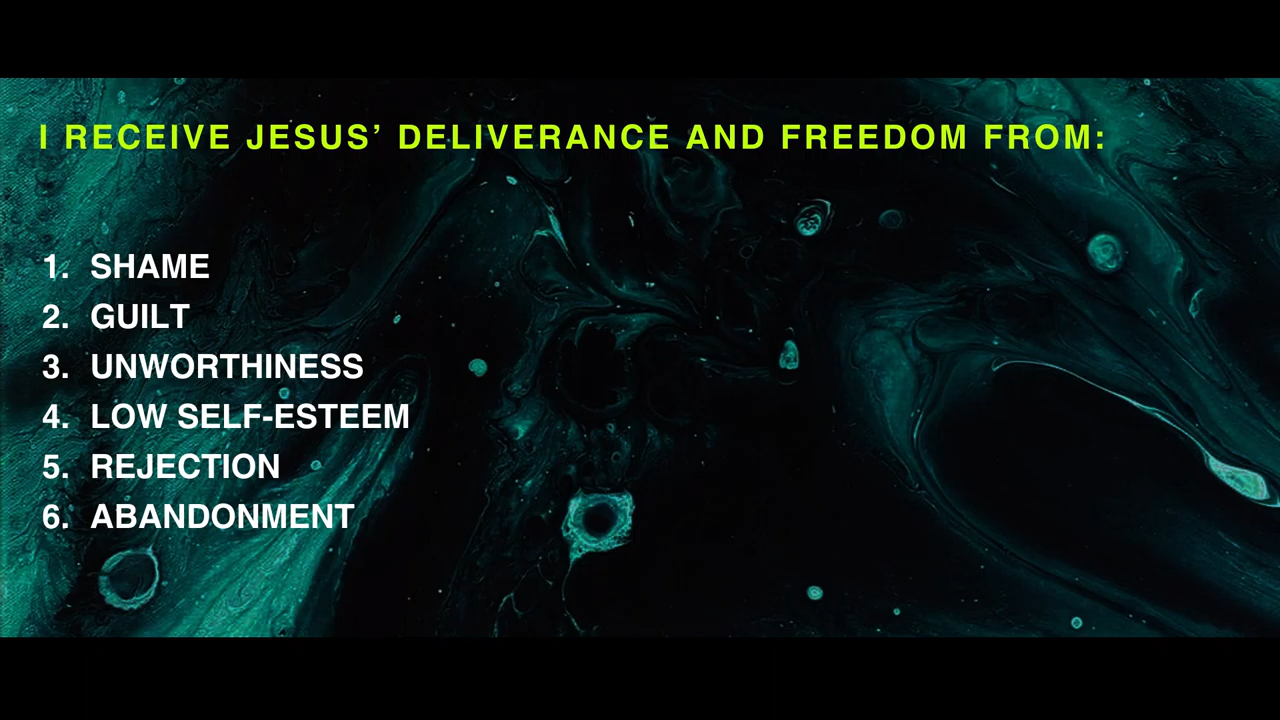 I RECEIVE JESUS’ DELIVERANCE AND FREEDOM FROM:
1. SHAME
2. GUILT
3. UNWORTHINESS
4. LOW SELF-ESTEEM
5. REJECTION
6. ABANDONMENT